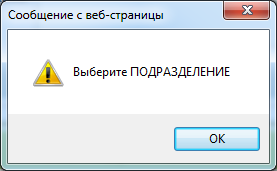 Сообщение с веб-страницы
Выберите ПОДРАЗДЕЛЕНИЕ
OK